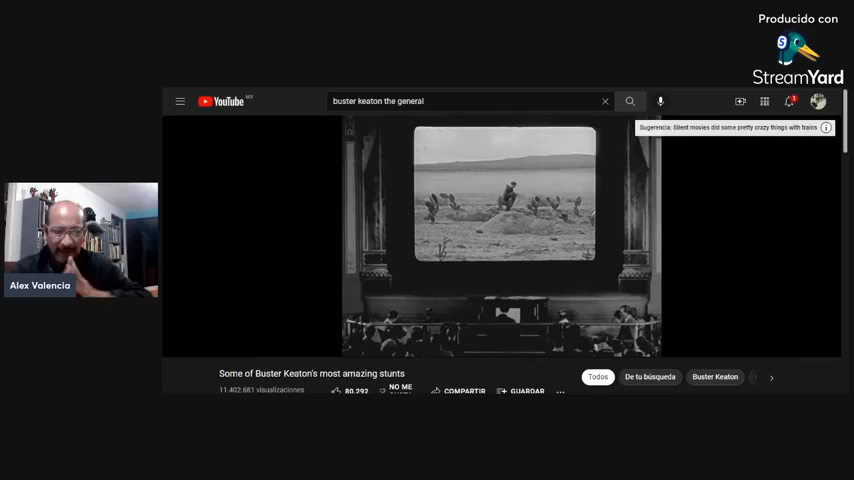 Producido con
StreamYard
YouTube MX
buster keaton the general
1
Sugerencia: Silent movies did some pretty crazy things with trains
Alex Valencia
Some of Buster Keaton's most amazing stunts
Todos
De tu búsqueda
Buster Keaton
11,402,681 visualizaciones
80,292
NO ME
COMPARTIR
GUARDAR